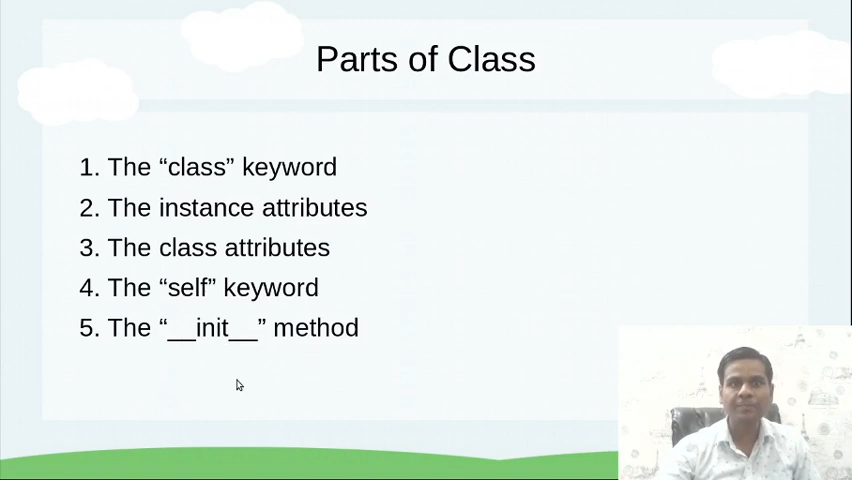 Parts of Class
1. The “class” keyword
2. The instance attributes
3. The class attributes
4. The “self” keyword
5. The “__init__” method